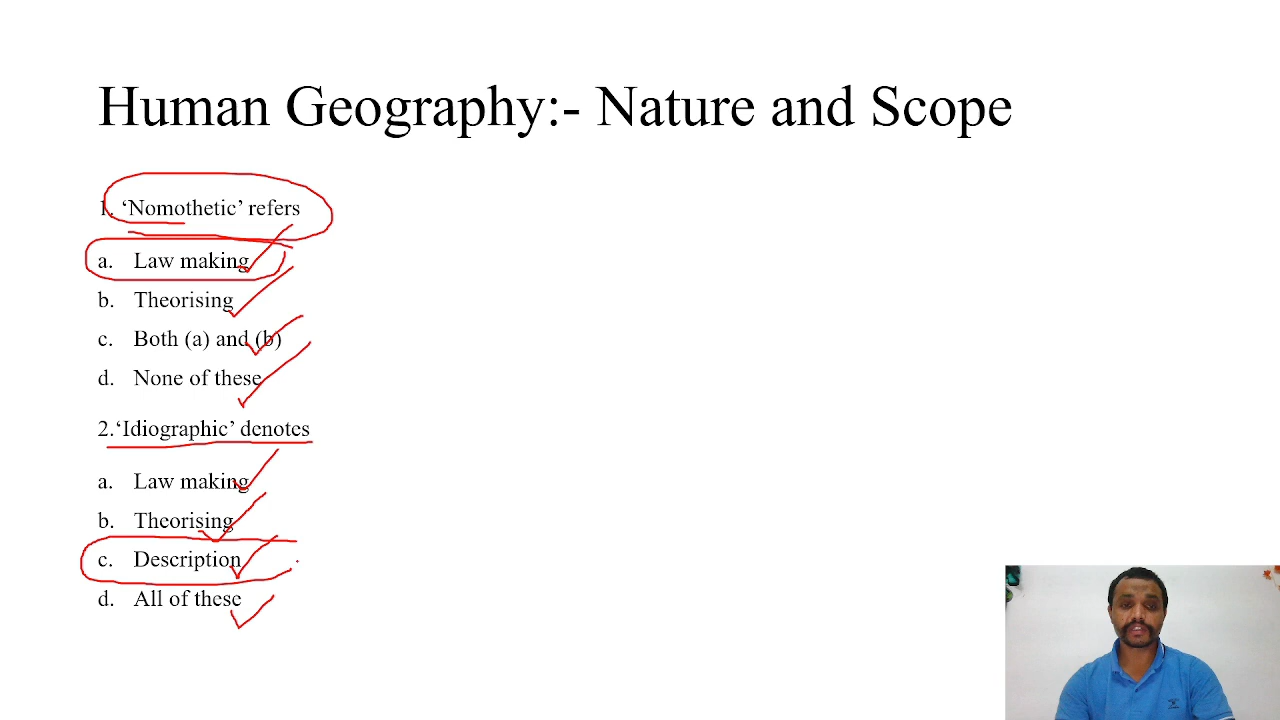 Human Geography:- Nature and Scope
1. ‘Nomothetic’ refers
a. Law making
b. Theorising
c. Both (a) and (b)
d. None of these
2.‘Idiographic’ denotes
a. Law making
b. Theorising
c. Description
d. All of these